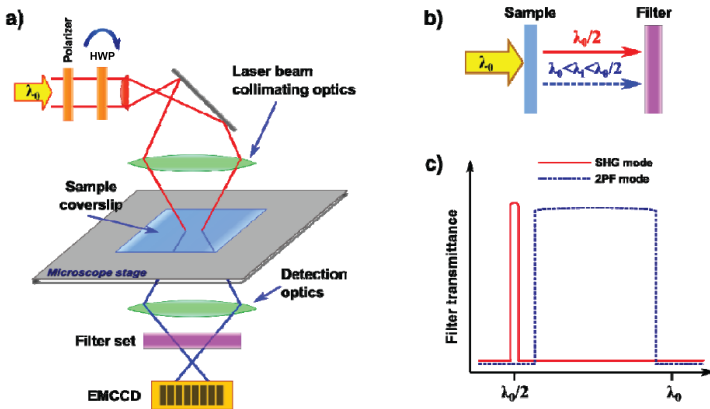 a)
Polarizer
HWP
λ₀
Laser beam
collimating optics
Sample
coverslip
Microscope stage
Detection
optics
Filter set
EMCCD
b)
Sample
Filter
λ₀
λ₀/2
λ₀<λ₁<λ₀/2
c)
SHG mode
2PF mode
Filter transmittance
λ₀/2
λ₀